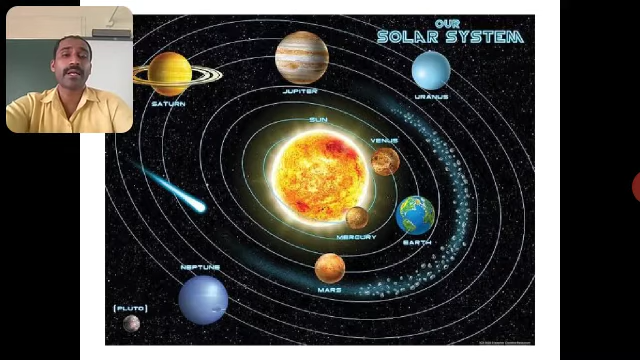 OUR
SOLAR SYSTEM
SATURN
JUPITER
URANUS
SUN
VENUS
MERCURY
EARTH
MARS
NEPTUNE
(PLUTO)